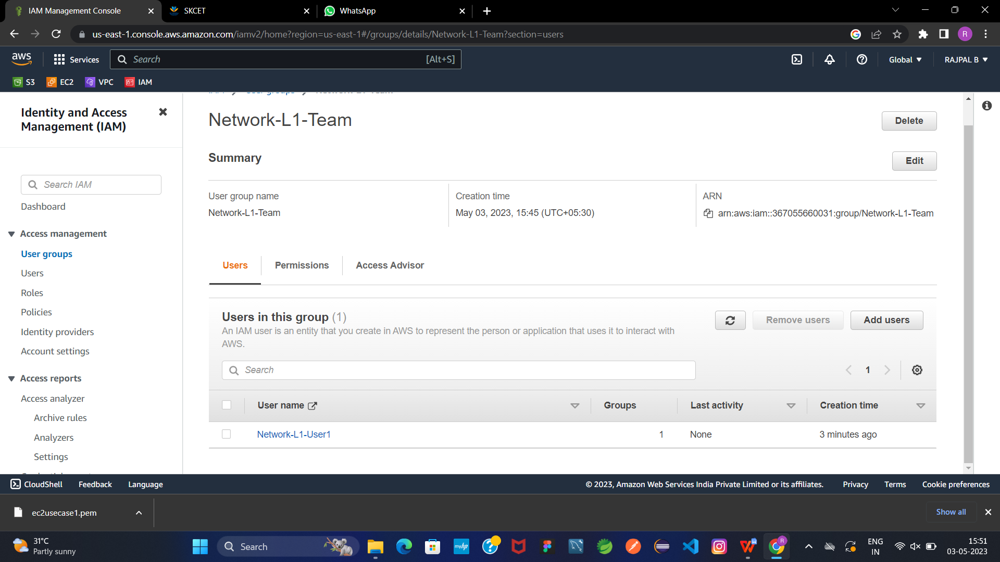 IAM Management Console
SKCET
WhatsApp
us-east-1.console.aws.amazon.com/iamv2/home?region=us-east-1#/groups/details/Network-L1-Team?section=users
R
aws
Services
Search
[Alt+S]
Global
RAJPAL B
S3
EC2
VPC
IAM
Identity and Access
Management (IAM)
Search IAM
Dashboard
Access management
User groups
Users
Roles
Policies
Identity providers
Account settings
Access reports
Access analyzer
Archive rules
Analyzers
Settings
Network-L1-Team
Delete
Summary
Edit
User group name
Network-L1-Team
Creation time
May 03, 2023, 15:45 (UTC+05:30)
ARN
arn:aws:iam::367055660031:group/Network-L1-Team
Users
Permissions
Access Advisor
Users in this group (1)
An IAM user is an entity that you create in AWS to represent the person or application that uses it to interact with
AWS.
Remove users
Add users
Search
1
User name
Groups
Last activity
Creation time
Network-L1-User1
1
None
3 minutes ago
CloudShell
Feedback
Language
© 2023, Amazon Web Services India Private Limited or its affiliates.
Privacy
Terms
Cookie preferences
ec2usecase1.pem
Show all
31°C
Partly sunny
Search
myhp
R
ENG
IN
15:51
03-05-2023